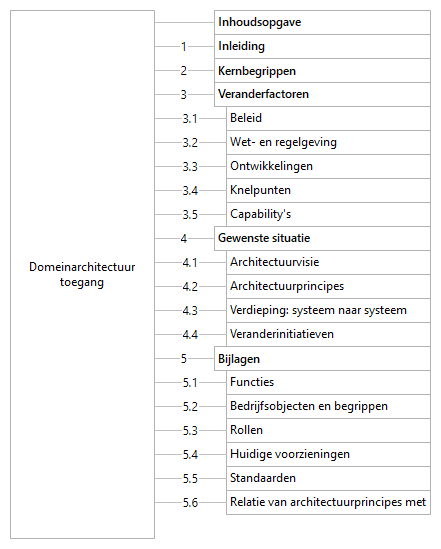 Domeinarchitectuur
toegang
Inhoudsopgave
1 Inleiding
2 Kernbegrippen
3 Veranderfactoren
3.1 Beleid
3.2 Wet- en regelgeving
3.3 Ontwikkelingen
3.4 Knelpunten
3.5 Capability's
4 Gewenste situatie
4.1 Architectuurvisie
4.2 Architectuurprincipes
4.3 Verdieping: systeem naar systeem
4.4 Veranderinitiatieven
5 Bijlagen
5.1 Functies
5.2 Bedrijfsobjecten en begrippen
5.3 Rollen
5.4 Huidige voorzieningen
5.5 Standaarden
5.6 Relatie van architectuurprincipes met